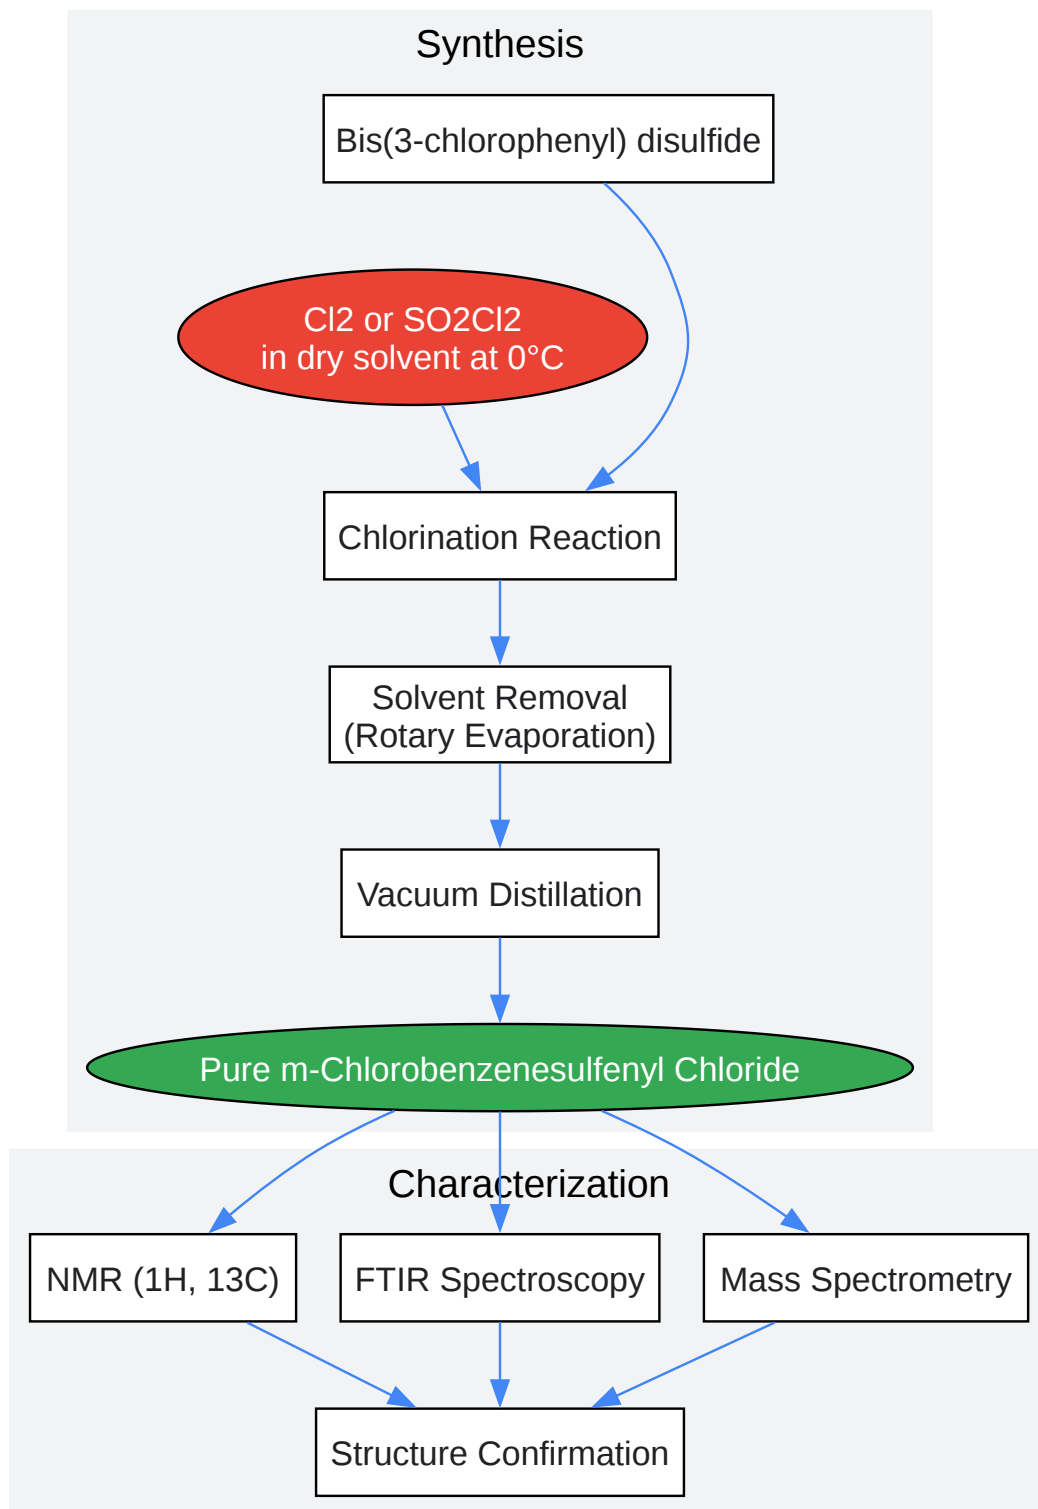 Synthesis
Bis(3-chlorophenyl) disulfide
Cl2 or SO2Cl2
in dry solvent at 0°C
Chlorination Reaction
Solvent Removal
(Rotary Evaporation)
Vacuum Distillation
Pure m-Chlorobenzenesulfenyl Chloride
Characterization
NMR (1H, 13C)
FTIR Spectroscopy
Mass Spectrometry
Structure Confirmation